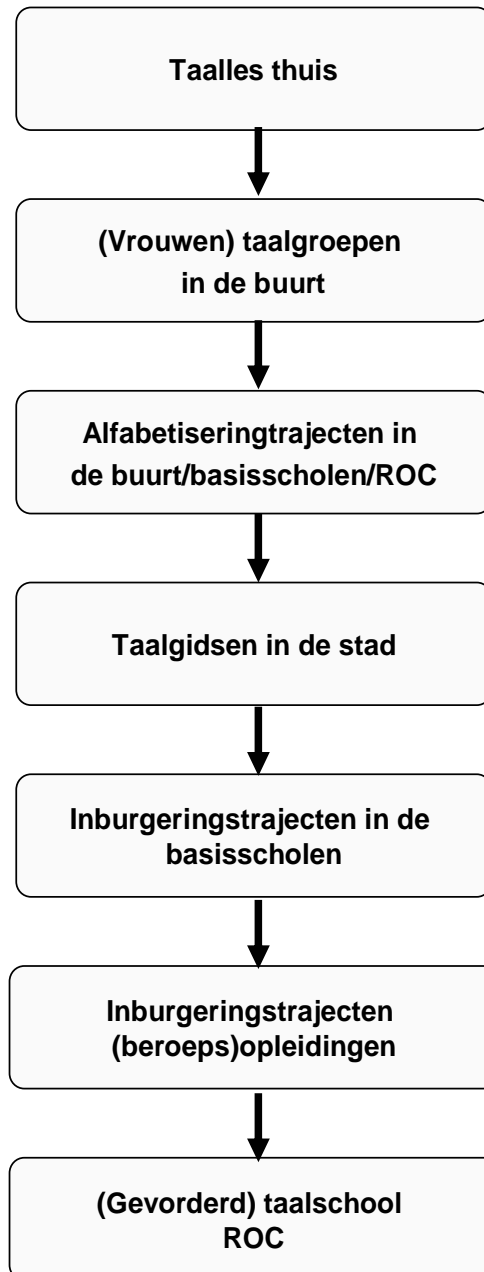 Taalles thuis
(Vrouwen) taalgroepen
in de buurt
Alfabetiseringtrajecten in
de buurt/basisscholen/ROC
Taalgidsen in de stad
Inburgeringstrajecten in de
basisscholen
Inburgeringstrajecten
(beroeps)opleidingen
(Gevorderd) taalschool
ROC